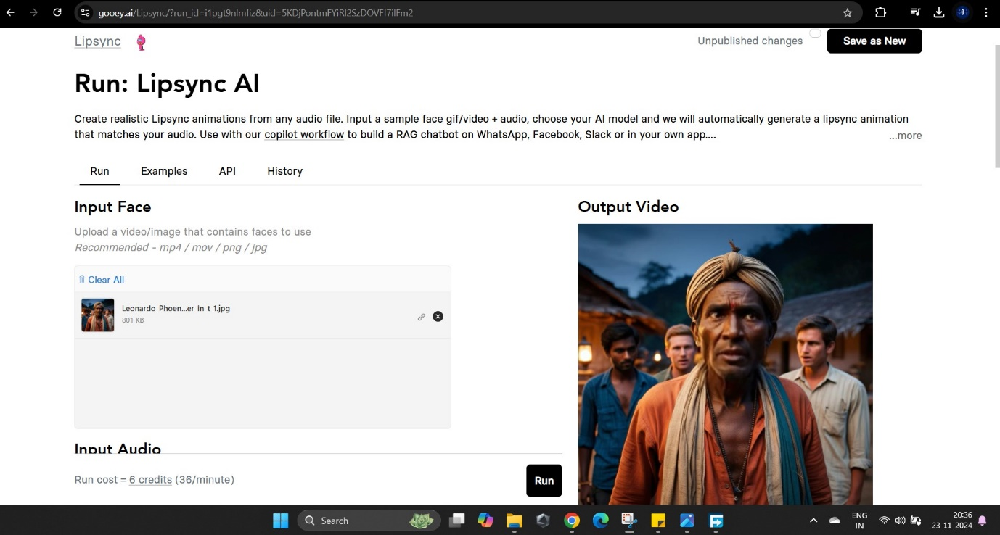 gooey.ai/Lipsync/?run_id=i1pgt9nlmfiz&uid=5KDjPontmFYiRI2SzDOVFf7ilFm2
Lipsync
Unpublished changes
Save as New
Run: Lipsync AI
Create realistic Lipsync animations from any audio file. Input a sample face gif/video + audio, choose your AI model and we will automatically generate a lipsync animation
that matches your audio. Use with our copilot workflow to build a RAG chatbot on WhatsApp, Facebook, Slack or in your own app....
...more
Run Examples API History
Input Face
Output Video
Upload a video/image that contains faces to use
Recommended - mp4 / mov / png / jpg
Clear All
Leonardo_Phoen...er_in_t_1.jpg
801 KB
Input Audio
Run cost = 6 credits (36/minute)
Run
Search
ENG
IN
20:36
23-11-2024